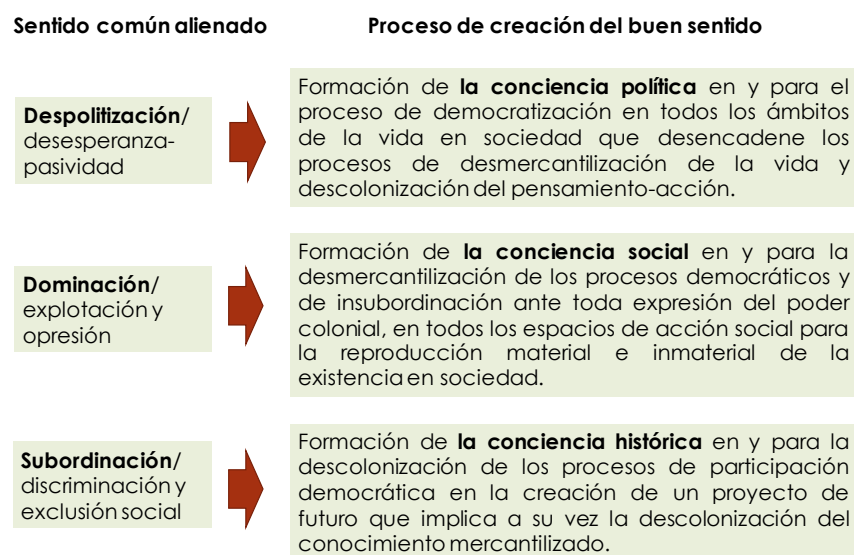 Sentido común alienado
Proceso de creación del buen sentido
Despolitización/
desesperanza-
pasividad
Formación de la conciencia política en y para el
proceso de democratización en todos los ámbitos
de la vida en sociedad que desencadene los
procesos de desmercantilización de la vida y
descolonización del pensamiento-acción.
Dominación/
explotación y
opresión
Formación de la conciencia social en y para la
desmercantilización de los procesos democráticos y
de insubordinación ante toda expresión del poder
colonial, en todos los espacios de acción social para
la reproducción material e inmaterial de la
existencia en sociedad.
Subordinación/
discriminación y
exclusión social
Formación de la conciencia histórica en y para la
descolonización de los procesos de participación
democrática en la creación de un proyecto de
futuro que implica a su vez la descolonización del
conocimiento mercantilizado.